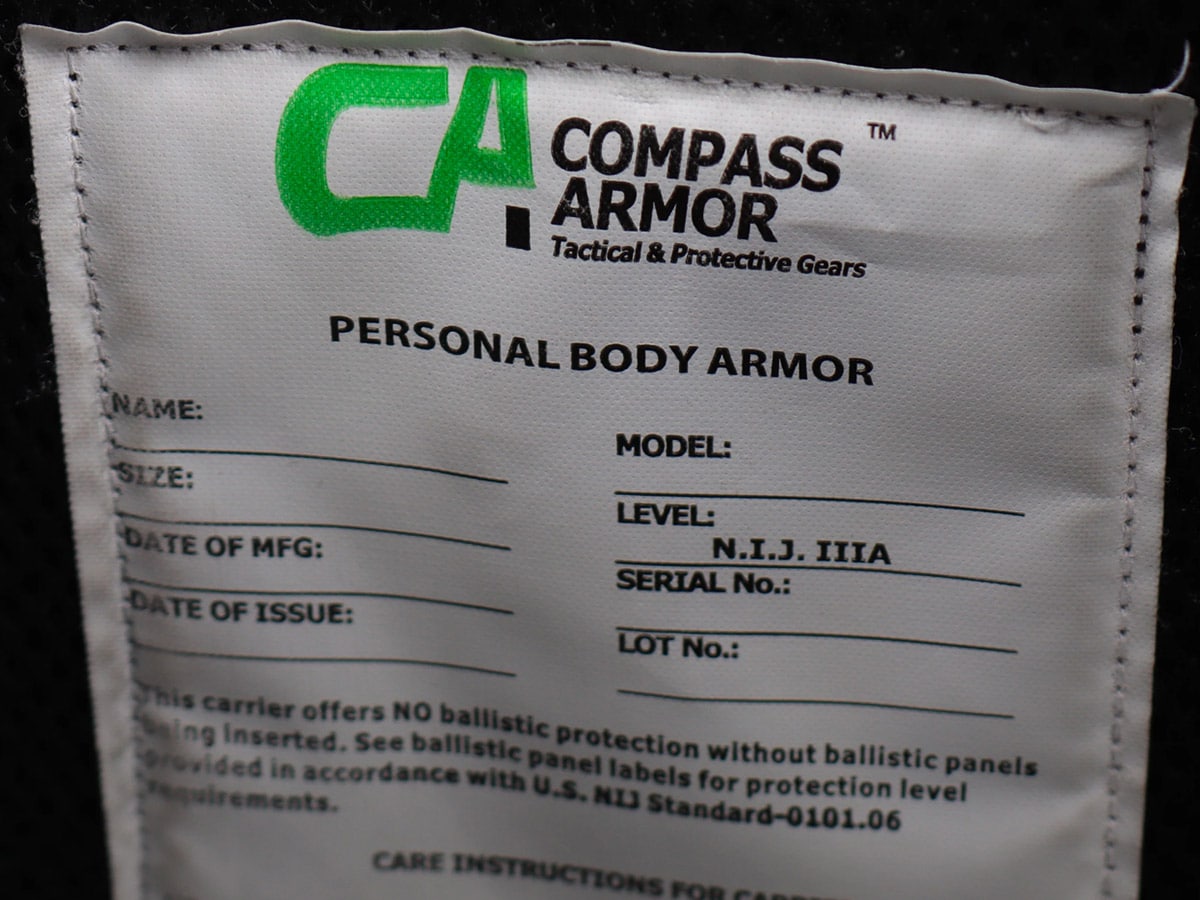 CA
COMPASS
ARMOR
TM
Tactical & Protective Gears
PERSONAL BODY ARMOR
NAME:
SIZE:
DATE OF MFG:
DATE OF ISSUE:
MODEL:
LEVEL:
N.I.J. IIIA
SERIAL No.:
LOT No.:
This carrier offers NO ballistic protection without ballistic panels
being inserted. See ballistic panel labels for protection level
provided in accordance with U.S. NIJ Standard-0101.06
requirements.
CARE INSTRUCTIONS FOR